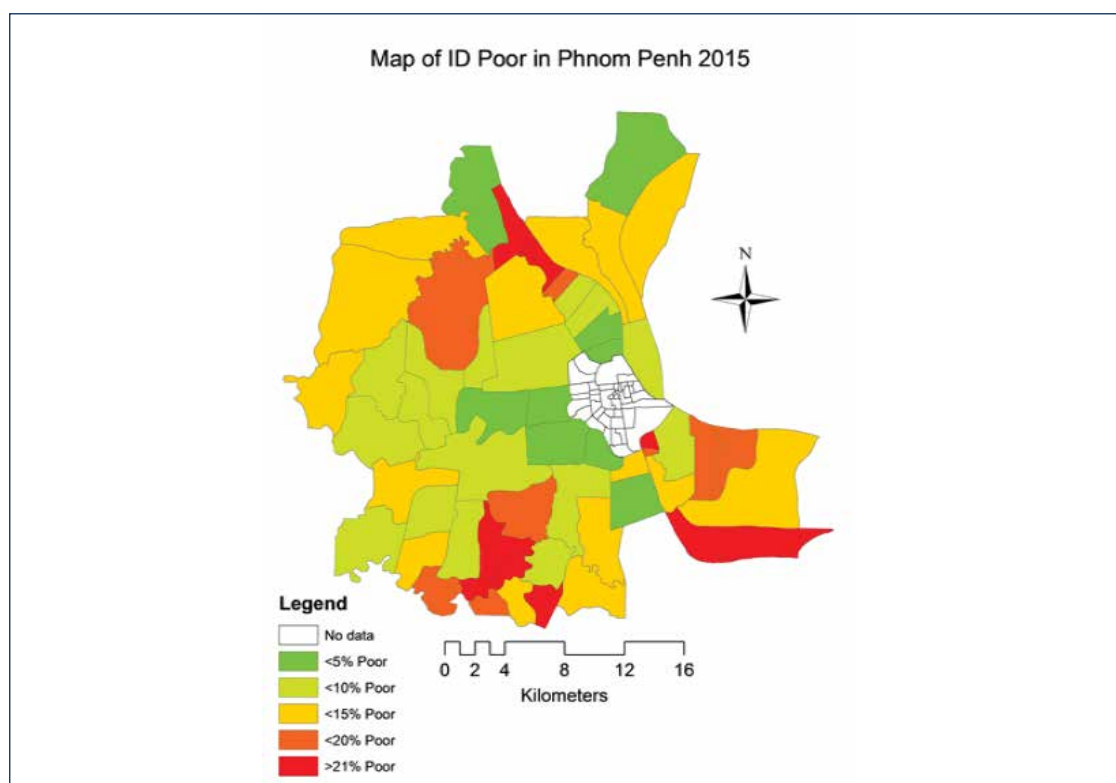 Map of ID Poor in Phnom Penh 2015
N
Legend
No data
<5% Poor
<10% Poor
<15% Poor
<20% Poor
>21% Poor
0 2 4 8 12 16
Kilometers